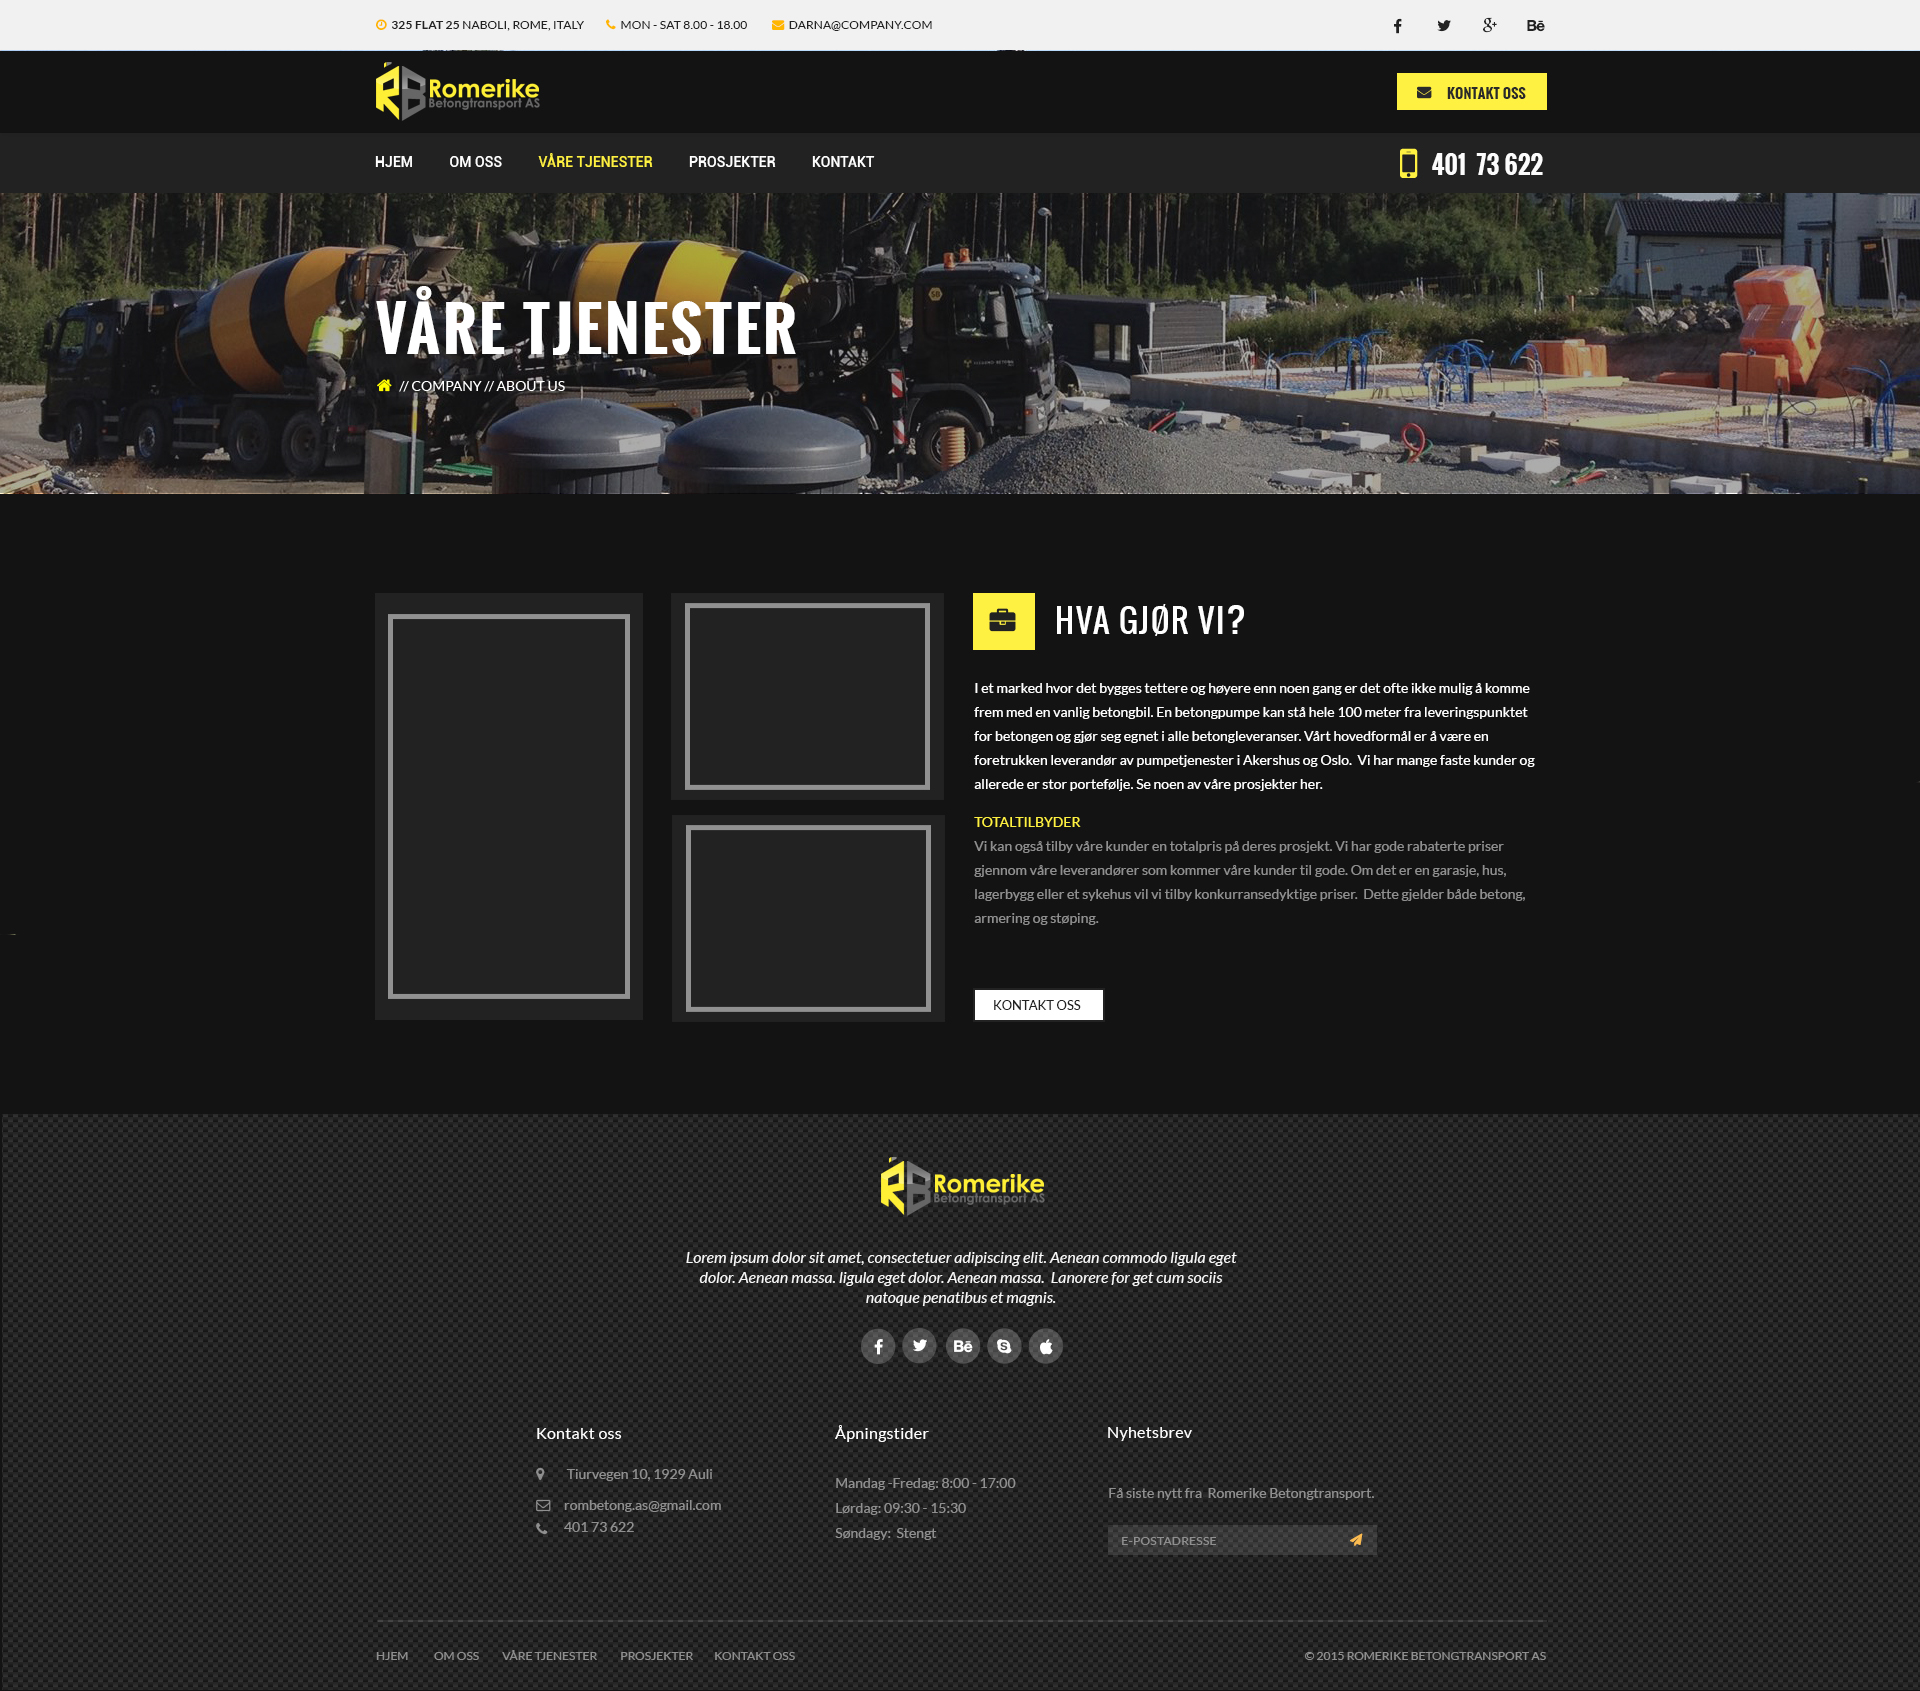 325 FLAT 25 NABOLI, ROME, ITALY
MON - SAT 8.00 - 18.00
DARNA@COMPANY.COM
Bē
RB Romerike
Betongtransport AS
KONTAKT OSS
HJEM
OM OSS
VÅRE TJENESTER
PROSJEKTER
KONTAKT
401 73 622
VÅRE TJENESTER
// COMPANY // ABOUT US
HVA GJØR VI?
I et marked hvor det bygges tettere og høyere enn noen gang er det ofte ikke mulig å komme
frem med en vanlig betongbil. En betongpumpe kan stå hele 100 meter fra leveringspunktet
for betongen og gjør seg egnet i alle betongleveranser. Vårt hovedformål er å være en
foretrukken leverandør av pumpetjenester i Akershus og Oslo. Vi har mange faste kunder og
allerede er stor portefølje. Se noen av våre prosjekter her.
TOTALTILBYDER
Vi kan også tilby våre kunder en totalpris på deres prosjekt. Vi har gode rabaterte priser
gjennom våre leverandører som kommer våre kunder til gode. Om det er en garasje, hus,
lagerbygg eller et sykehus vil vi tilby konkurransedyktige priser. Dette gjelder både betong,
armering og støping.
KONTAKT OSS
RB Romerike
Betongtransport AS
Lorem ipsum dolor sit amet, consectetuer adipiscing elit. Aenean commodo ligula eget
dolor. Aenean massa. ligula eget dolor. Aenean massa. Lanorere for get cum sociis
natoque penatibus et magnis.
Bē
Kontakt oss
Tiurvegen 10, 1929 Auli
rombetong.as@gmail.com
401 73 622
Åpningstider
Mandag -Fredag: 8:00 - 17:00
Lørdag: 09:30 - 15:30
Søndagy: Stengt
Nyhetsbrev
Få siste nytt fra Romerike Betongtransport.
E-POSTADRESSE
HJEM
OM OSS
VÅRE TJENESTER
PROSJEKTER
KONTAKT OSS
© 2015 ROMERIKE BETONGTRANSPORT AS